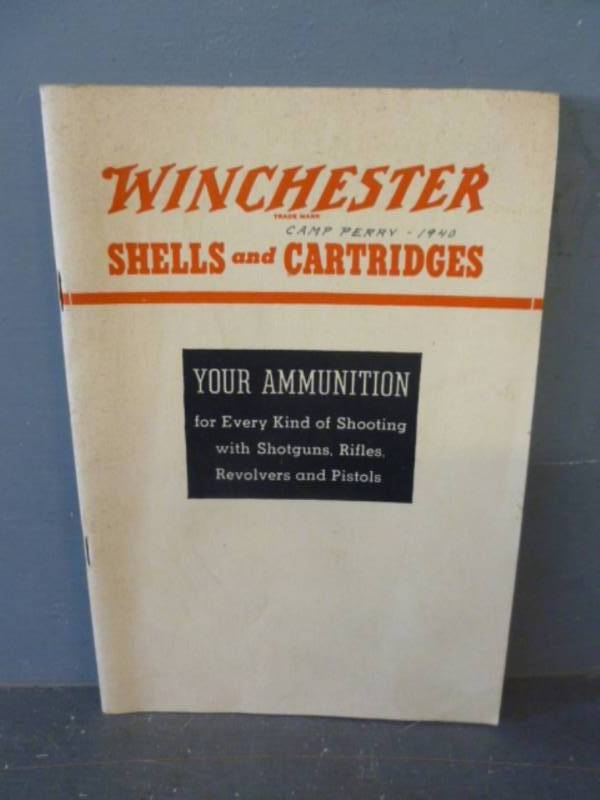 WINCHESTER
TRADE MARK
CAMP PERRY - 1940
SHELLS and CARTRIDGES
YOUR AMMUNITION
for Every Kind of Shooting
with Shotguns, Rifles,
Revolvers and Pistols